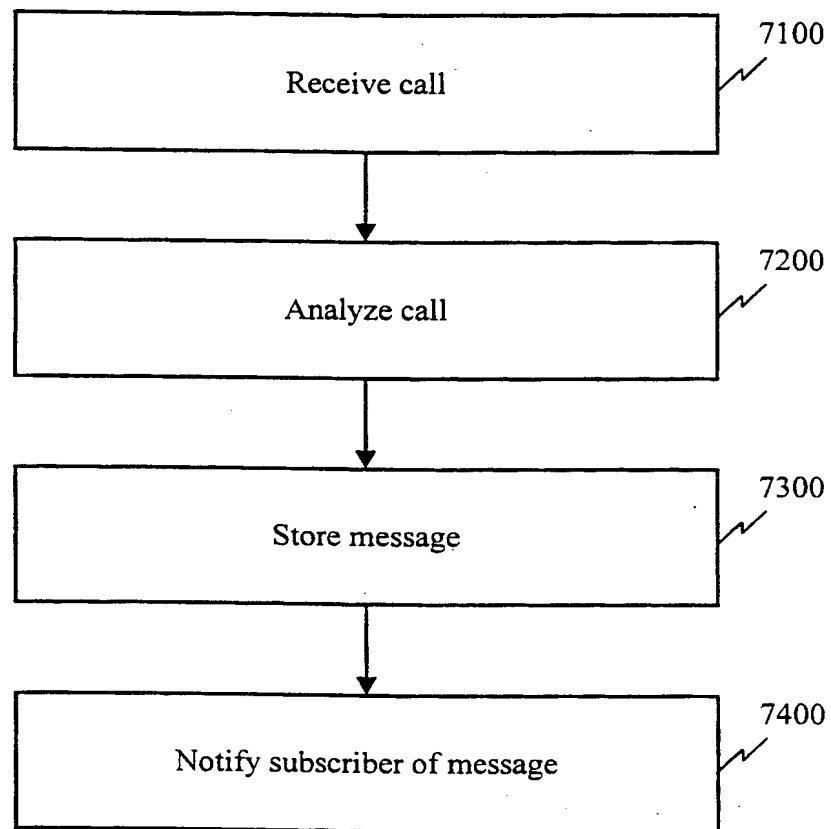 7100
Receive call
7200
Analyze call
7300
Store message
7400
Notify subscriber of message